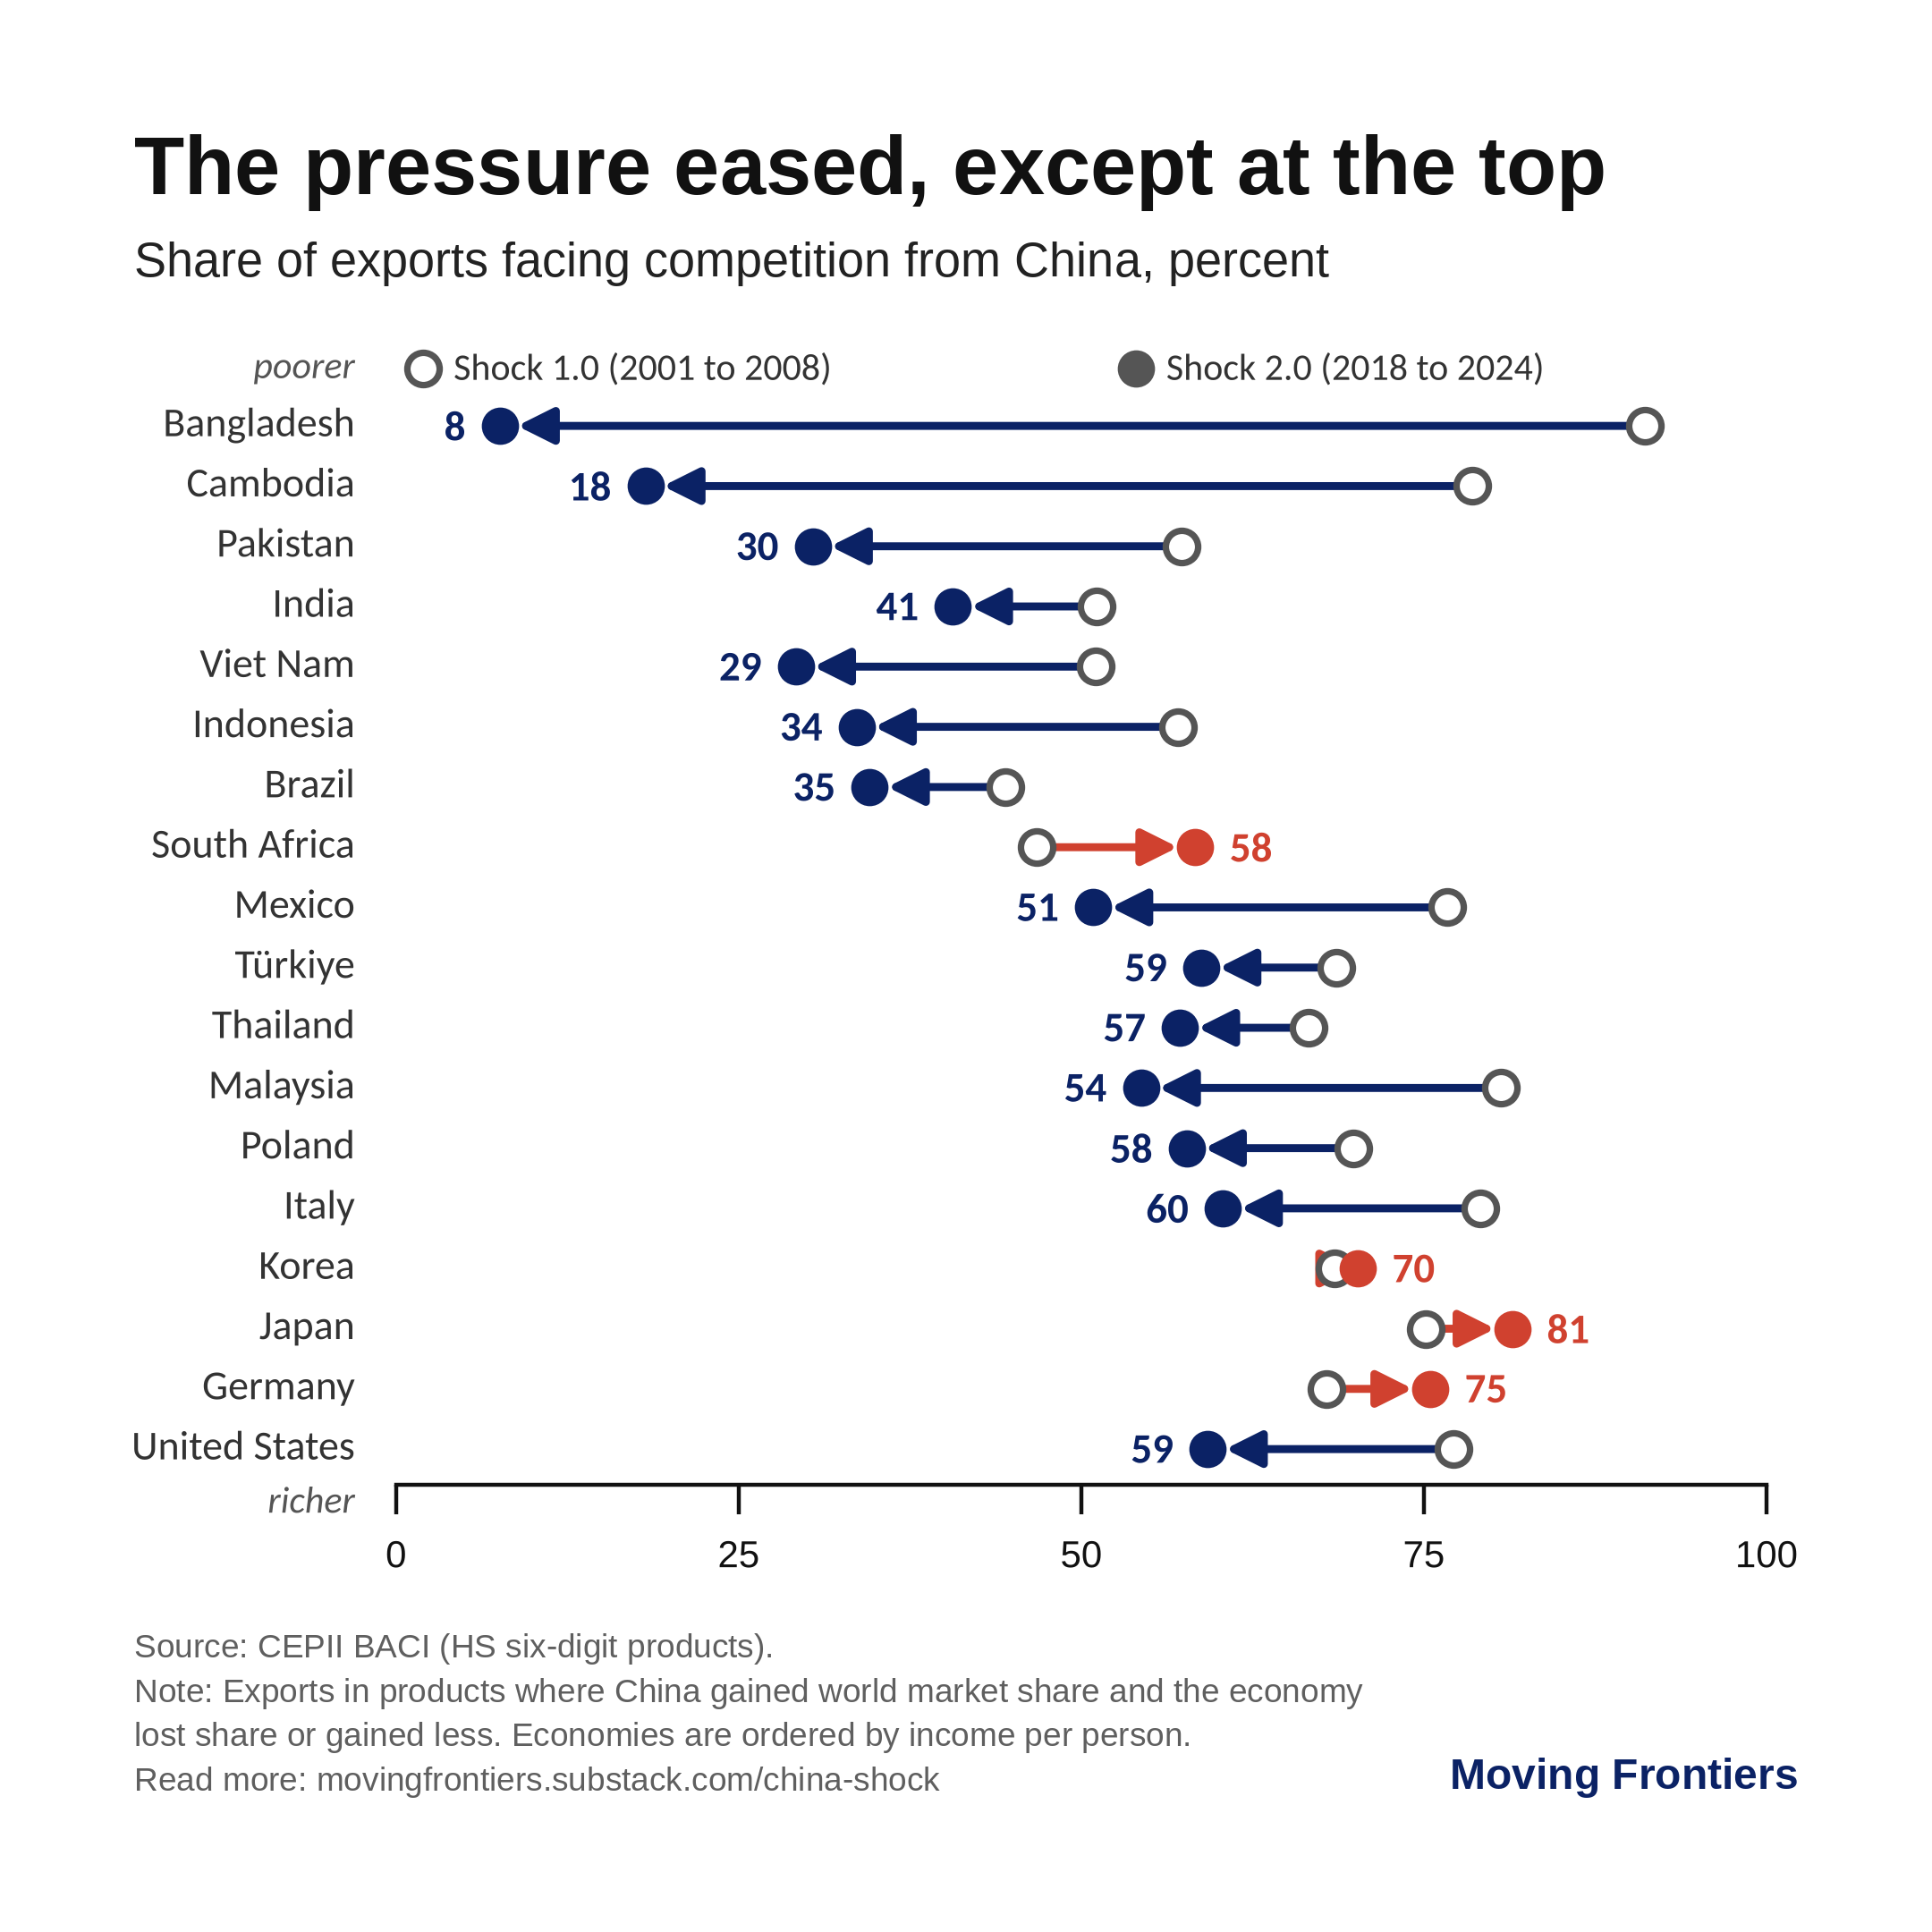 The pressure eased, except at the top
Share of exports facing competition from China, percent
poorer
Shock 1.0 (2001 to 2008)
Shock 2.0 (2018 to 2024)
Bangladesh 8
Cambodia 18
Pakistan 30
India 41
Viet Nam 29
Indonesia 34
Brazil 35
South Africa 58
Mexico 51
Türkiye 59
Thailand 57
Malaysia 54
Poland 58
Italy 60
Korea 70
Japan 81
Germany 75
United States 59
richer
0 25 50 75 100
Source: CEPII BACI (HS six-digit products).
Note: Exports in products where China gained world market share and the economy
lost share or gained less. Economies are ordered by income per person.
Read more: movingfrontiers.substack.com/china-shock
Moving Frontiers